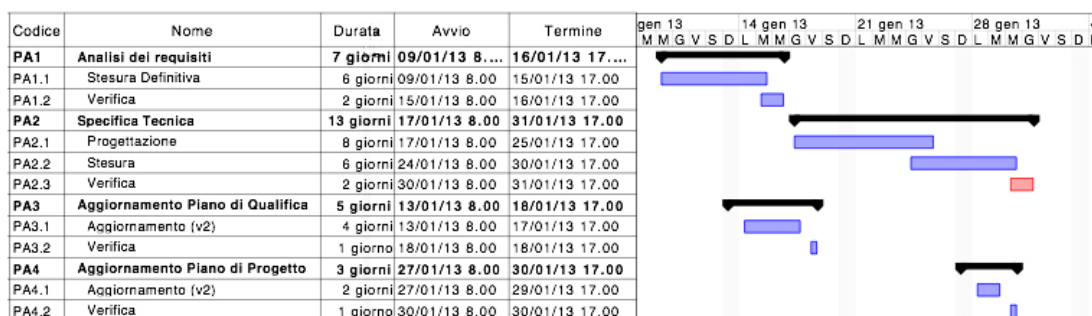 Codice Nome Durata Avvio Termine gen 13 14 gen 13 21 gen 13 28 gen 13
M M G V S D L M M G V S D L M M G V S D L M M G V S D
PA1 Analisi dei requisiti 7 giorni 09/01/13 8.... 16/01/13 17....
PA1.1 Stesura Definitiva 6 giorni 09/01/13 8.00 15/01/13 17.00
PA1.2 Verifica 2 giorni 15/01/13 8.00 16/01/13 17.00
PA2 Specifica Tecnica 13 giorni 17/01/13 8.00 31/01/13 17.00
PA2.1 Progettazione 8 giorni 17/01/13 8.00 25/01/13 17.00
PA2.2 Stesura 6 giorni 24/01/13 8.00 30/01/13 17.00
PA2.3 Verifica 2 giorni 30/01/13 8.00 31/01/13 17.00
PA3 Aggiornamento Piano di Qualifica 5 giorni 13/01/13 8.00 18/01/13 17.00
PA3.1 Aggiornamento (v2) 4 giorni 13/01/13 8.00 17/01/13 17.00
PA3.2 Verifica 1 giorno 18/01/13 8.00 18/01/13 17.00
PA4 Aggiornamento Piano di Progetto 3 giorni 27/01/13 8.00 30/01/13 17.00
PA4.1 Aggiornamento (v2) 2 giorni 27/01/13 8.00 29/01/13 17.00
PA4.2 Verifica 1 giorno 30/01/13 8.00 30/01/13 17.00